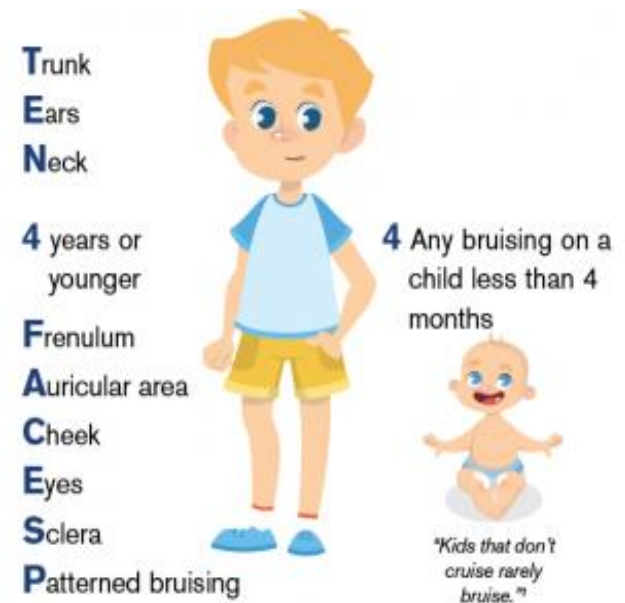 Trunk
Ears
Neck
4 years or
younger
4 Any bruising on a
child less than 4
months
Frenulum
Auricular area
Cheek
Eyes
Sclera
Patterned bruising
"Kids that don't
cruise rarely
bruise."¹